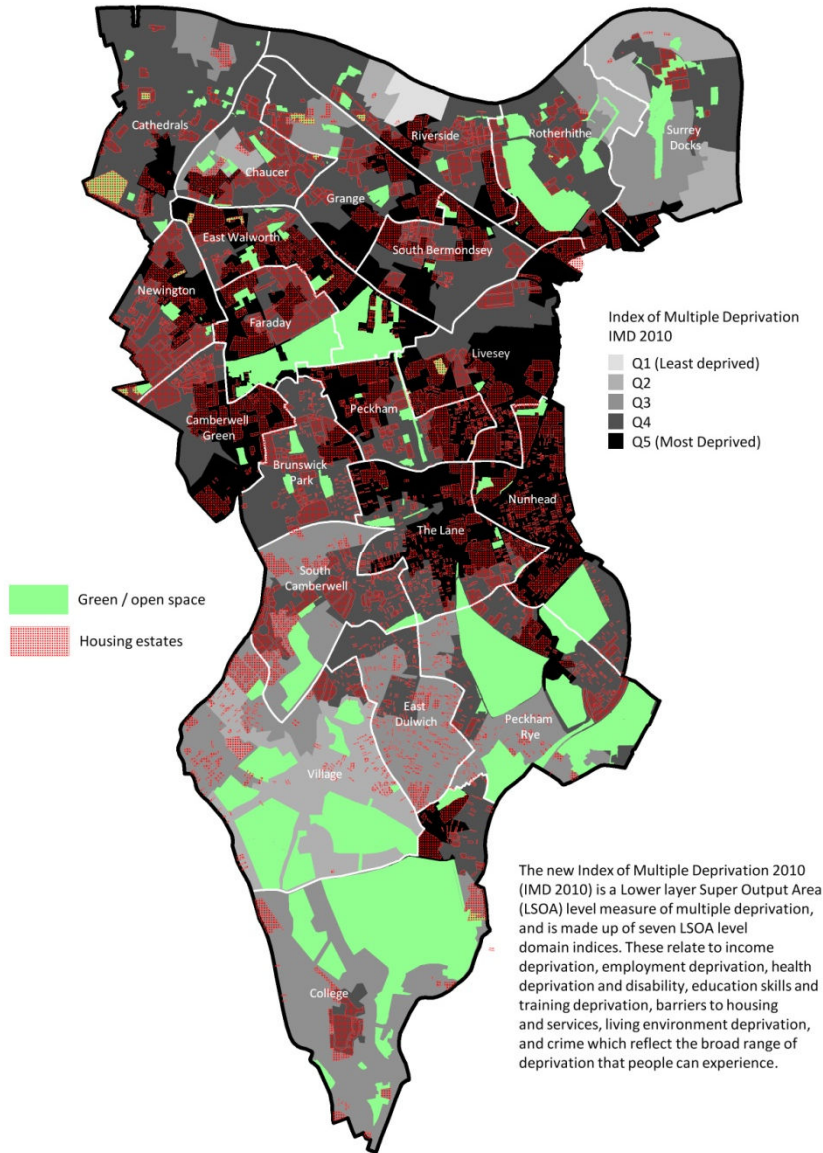 Cathedrals
Riverside
Rotherhithe
Surrey
Docks
Chaucer
Grange
East Walworth
South Bermondsey
Newington
Faraday
Livesey
Camberwell
Green
Peckham
Brunswick
Park
Nunhead
The Lane
South
Camberwell
East
Dulwich
Peckham
Rye
Village
College
Index of Multiple Deprivation
IMD 2010
Q1 (Least deprived)
Q2
Q3
Q4
Q5 (Most Deprived)
Green / open space
Housing estates
The new Index of Multiple Deprivation 2010
(IMD 2010) is a Lower layer Super Output Area
(LSOA) level measure of multiple deprivation,
and is made up of seven LSOA level
domain indices. These relate to income
deprivation, employment deprivation, health
deprivation and disability, education skills and
training deprivation, barriers to housing
and services, living environment deprivation,
and crime which reflect the broad range of
deprivation that people can experience.